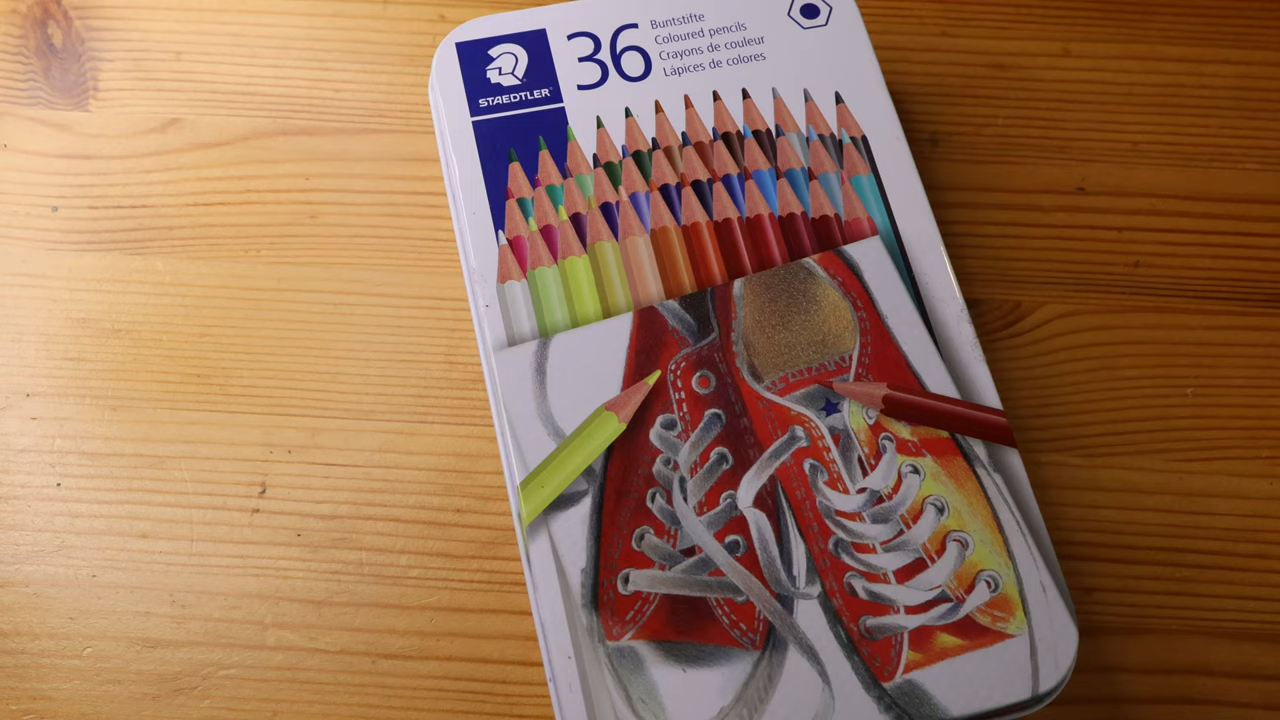 STAEDTLER
36
Buntstifte
Coloured pencils
Crayons de couleur
Lápices de colores